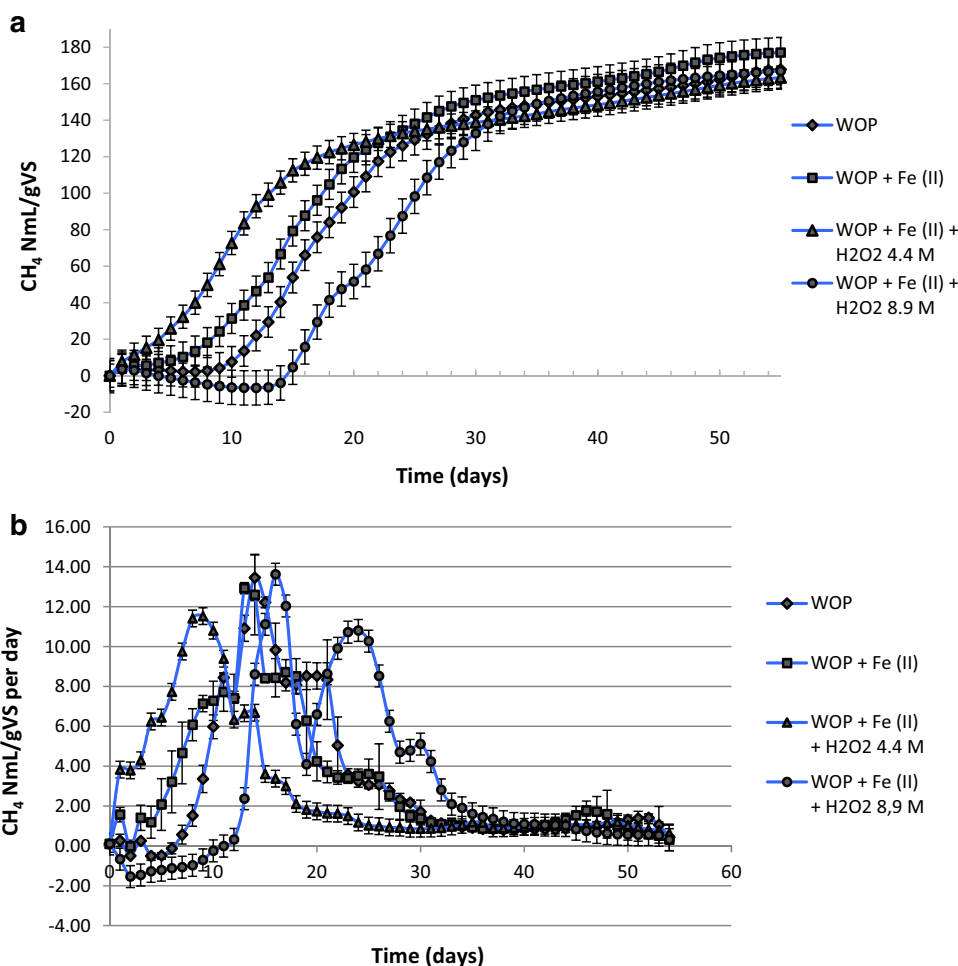 a
180
160
140
120
100
80
60
40
20
0
-20
CH4 NmL/gVS
0 10 20 30 40 50
Time (days)
WOP
WOP + Fe (II)
WOP + Fe (II) +
H2O2 4.4 M
WOP + Fe (II) +
H2O2 8.9 M
b
16.00
14.00
12.00
10.00
8.00
6.00
4.00
2.00
0.00
-2.00
-4.00
CH4 NmL/gVS per day
0 10 20 30 40 50 60
Time (days)
WOP
WOP + Fe (II)
WOP + Fe (II)
+ H2O2 4.4 M
WOP + Fe (II)
+ H2O2 8,9 M